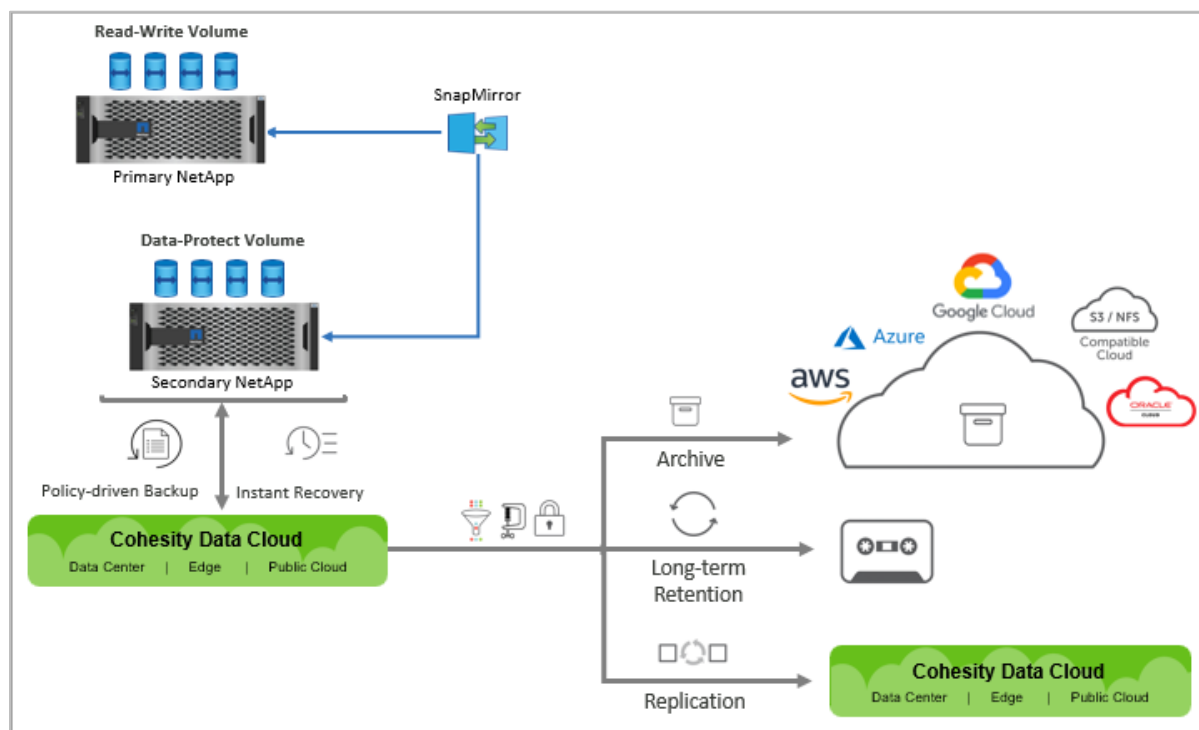 Read-Write Volume
SnapMirror
Primary NetApp
Data-Protect Volume
Secondary NetApp
Policy-driven Backup
Instant Recovery
Cohesity Data Cloud
Data Center | Edge | Public Cloud
Archive
Long-term
Retention
Replication
Google Cloud
Azure
aws
S3 / NFS
Compatible
Cloud
ORACLE
CLOUD
Cohesity Data Cloud
Data Center | Edge | Public Cloud